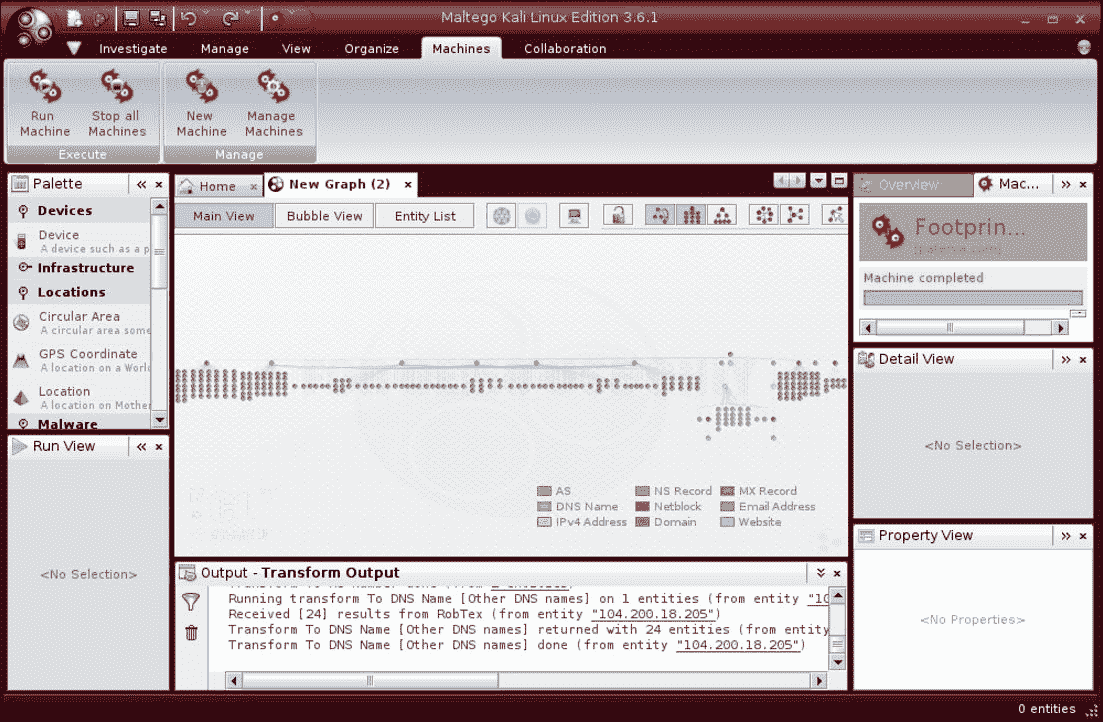 Maltego Kali Linux Edition 3.6.1
Investigate Manage View Organize Machines Collaboration
Run Machine
Stop all Machines
New Machine
Manage Machines
Execute
Manage
Palette
Devices
Device
A device such as a p
Infrastructure
Locations
Circular Area
A circular area some
GPS Coordinate
A location on a Worl
Location
A location on Mother
Malware
Run View
<No Selection>
Home
New Graph (2)
Main View
Bubble View
Entity List
AS
NS Record
MX Record
DNS Name
Netblock
Email Address
IPv4 Address
Domain
Website
Output - Transform Output
Running transform To DNS Name [Other DNS names] on 1 entities (from entity "10
Received [24] results from RobTex (from entity "104.200.18.205")
Transform To DNS Name [Other DNS names] returned with 24 entities (from entity
Transform To DNS Name [Other DNS names] done (from entity "104.200.18.205")
Overview
Mac...
Footprin...
Machine completed
Detail View
<No Selection>
Property View
<No Properties>
0 entities